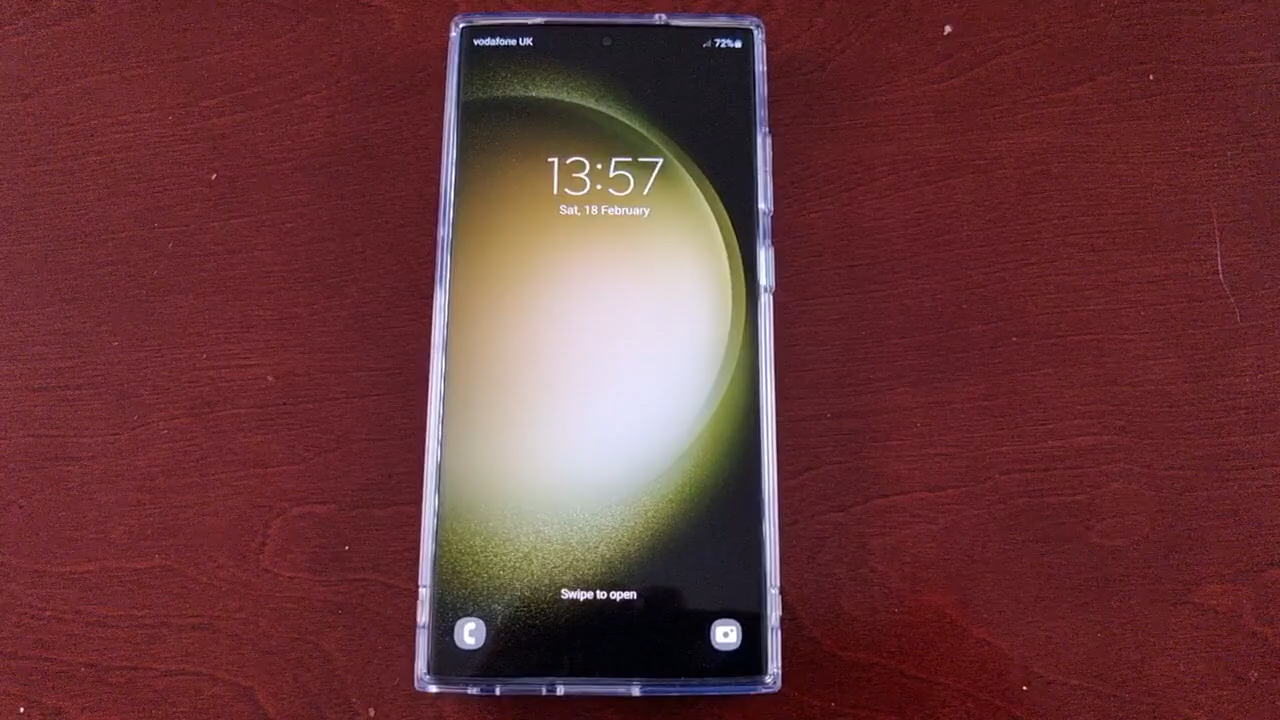 vodafone UK
72%
13:57
Sat, 18 February
Swipe to open